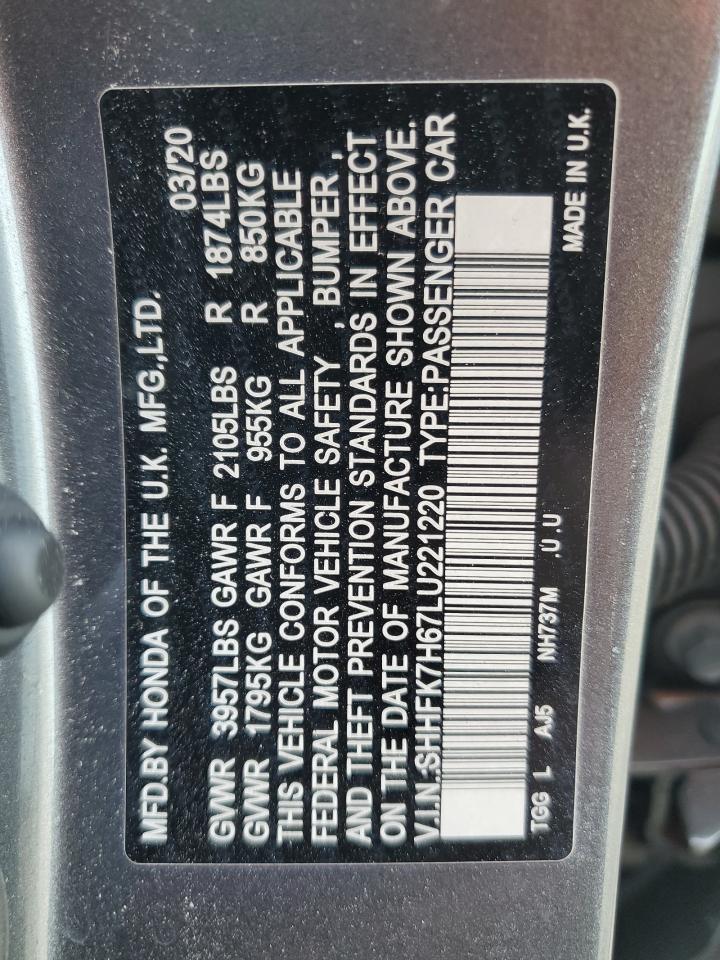 MFD.BY HONDA OF THE U.K. MFG.,LTD. 03/20
GVWR 3957LBS GAWR F 2105LBS R 1874LBS
GVWR 1795KG GAWR F 955KG R 850KG
THIS VEHICLE CONFORMS TO ALL APPLICABLE
FEDERAL MOTOR VEHICLE SAFETY , BUMPER ,
AND THEFT PREVENTION STANDARDS IN EFFECT
ON THE DATE OF MANUFACTURE SHOWN ABOVE.
V.I.N.:SHHFK7H67LU221220 TYPE:PASSENGER CAR
TGG L AJ5 NH737M .U .U MADE IN U.K.